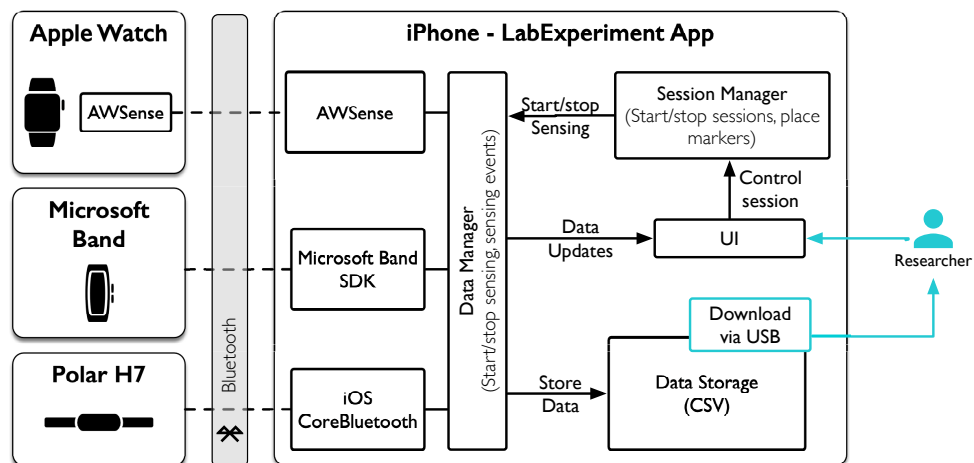 Apple Watch
AWSense
Microsoft
Band
Polar H7
Bluetooth
iPhone - LabExperiment App
AWSense
Microsoft Band
SDK
iOS
CoreBluetooth
Data Manager
(Start/stop sensing, sensing events)
Start/stop
Sensing
Session Manager
(Start/stop sessions, place
markers)
Control
session
Data
Updates
UI
Researcher
Download
via USB
Store
Data
Data Storage
(CSV)